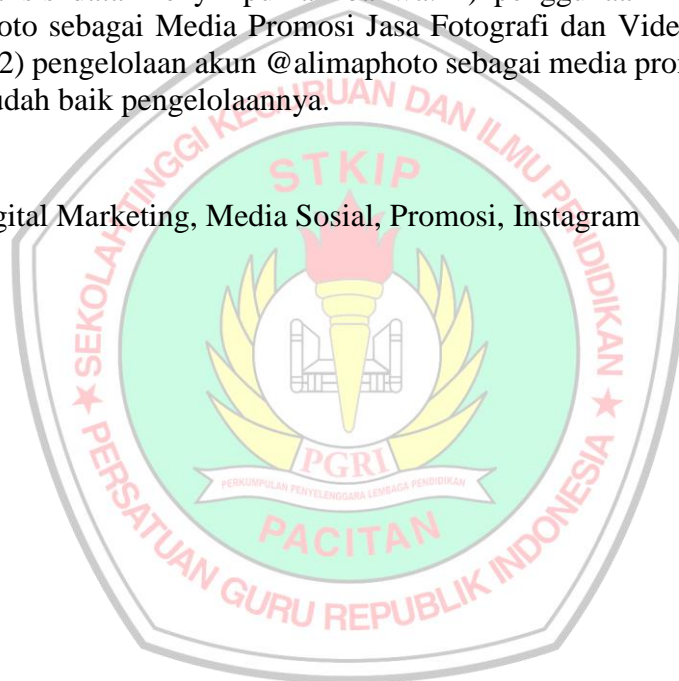 oto sebagai Media Promosi Jasa Fotografi dan Vide
2) pengelolaan akun @alimaphoto sebagai media pro
udah baik pengelolaannya.
gital Marketing, Media Sosial, Promosi, Instagram
SEKOLAH TINGGI KEGURUAN DAN ILMU PENDIDIKAN
STKIP
PGRI
PERKUMPULAN PENYELENGGARA LEMBAGA PENDIDIKAN
PACITAN
PERSATUAN GURU REPUBLIK INDONESIA